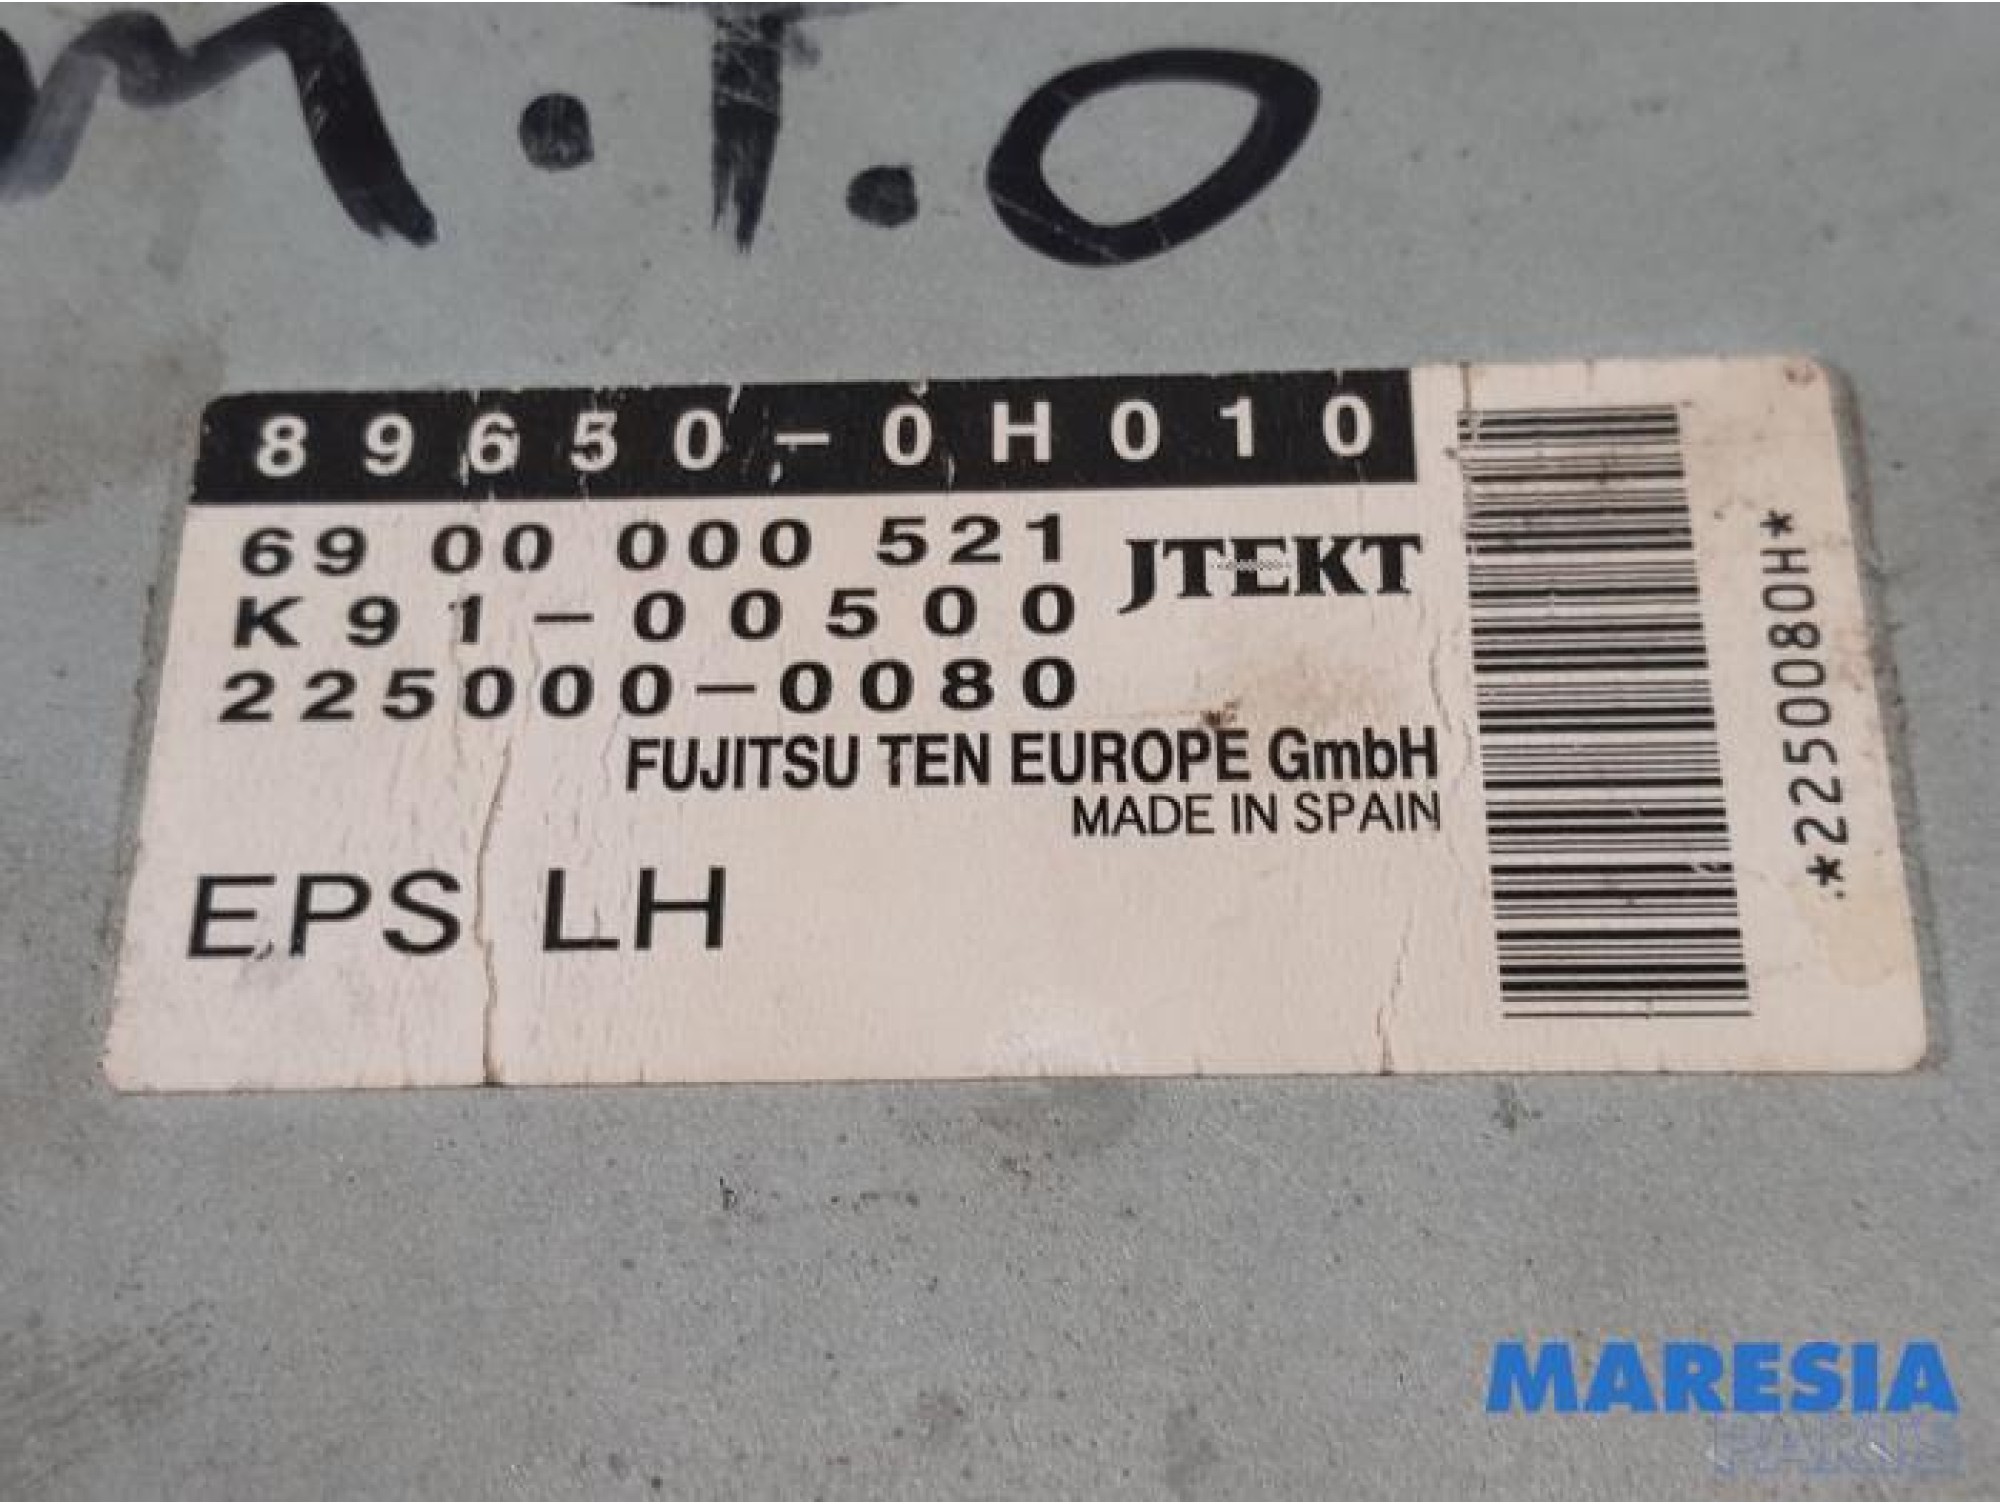 M.T.O
89650-0H010
69 00 000 521
JTEKT
K91-00500
225000-0080
FUJITSU TEN EUROPE GmbH
MADE IN SPAIN
EPS LH
*2250080H*
MARESIA
PARTS